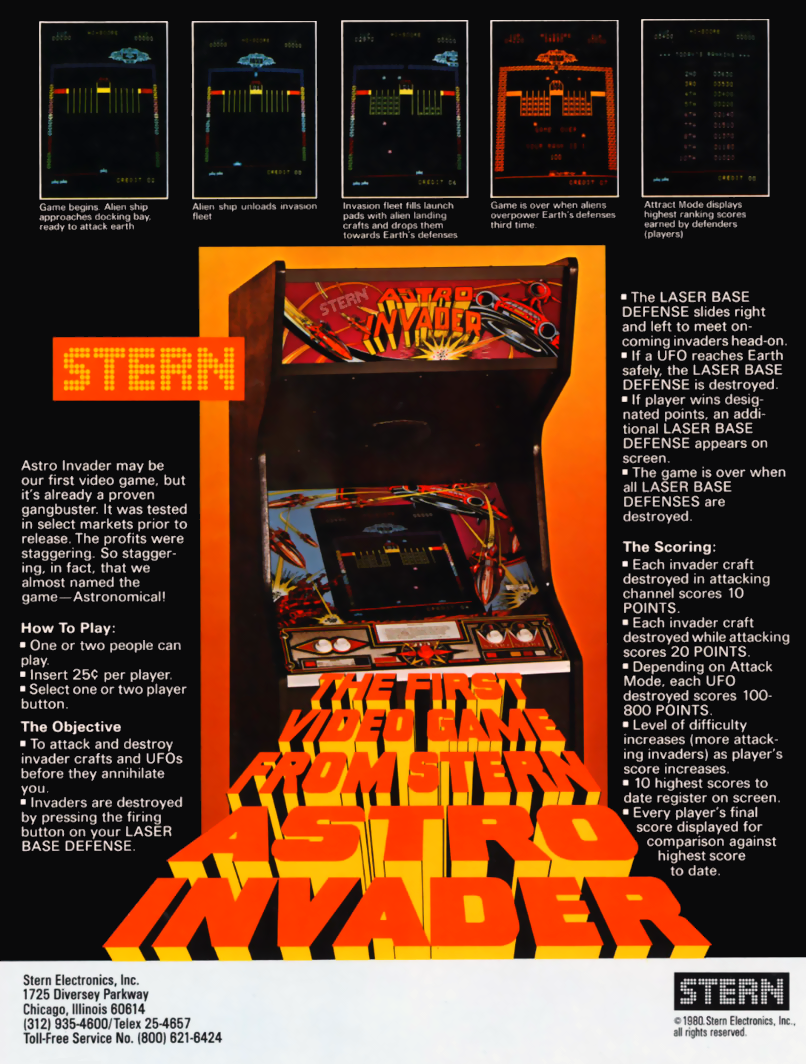 Game begins. Alien ship
approaches docking bay,
ready to attack earth
Alien ship unloads invasion
fleet
Invasion fleet fills launch
pads with alien landing
crafts and drops them
towards Earth's defenses
Game is over when aliens
overpower Earth's defenses
third time.
Attract Mode displays
highest ranking scores
earned by defenders
(players)
STERN
ASTRO
INVADER
STERN
Astro Invader may be
our first video game, but
it's already a proven
gangbuster. It was tested
in select markets prior to
release. The profits were
staggering. So stagger-
ing, in fact, that we
almost named the
game—Astronomical!
How To Play:
▪ One or two people can
play.
▪ Insert 25¢ per player.
▪ Select one or two player
button.
The Objective
▪ To attack and destroy
invader crafts and UFOs
before they annihilate
you.
▪ Invaders are destroyed
by pressing the firing
button on your LASER
BASE DEFENSE.
▪ The LASER BASE
DEFENSE slides right
and left to meet on-
coming invaders head-on.
▪ If a UFO reaches Earth
safely, the LASER BASE
DEFENSE is destroyed.
▪ If player wins desig-
nated points, an addi-
tional LASER BASE
DEFENSE appears on
screen.
▪ The game is over when
all LASER BASE
DEFENSES are
destroyed.
The Scoring:
▪ Each invader craft
destroyed in attacking
channel scores 10
POINTS.
▪ Each invader craft
destroyed while attacking
scores 20 POINTS.
▪ Depending on Attack
Mode, each UFO
destroyed scores 100-
800 POINTS.
▪ Level of difficulty
increases (more attack-
ing invaders) as player's
score increases.
▪ 10 highest scores to
date register on screen.
▪ Every player's final
score displayed for
comparison against
highest score
to date.
THE FIRST
VIDEO GAME
FROM STERN
ASTRO
INVADER
Stern Electronics, Inc.
1725 Diversey Parkway
Chicago, Illinois 60614
(312) 935-4600/Telex 25-4657
Toll-Free Service No. (800) 621-6424
STERN
©1980 Stern Electronics, Inc.,
all rights reserved.